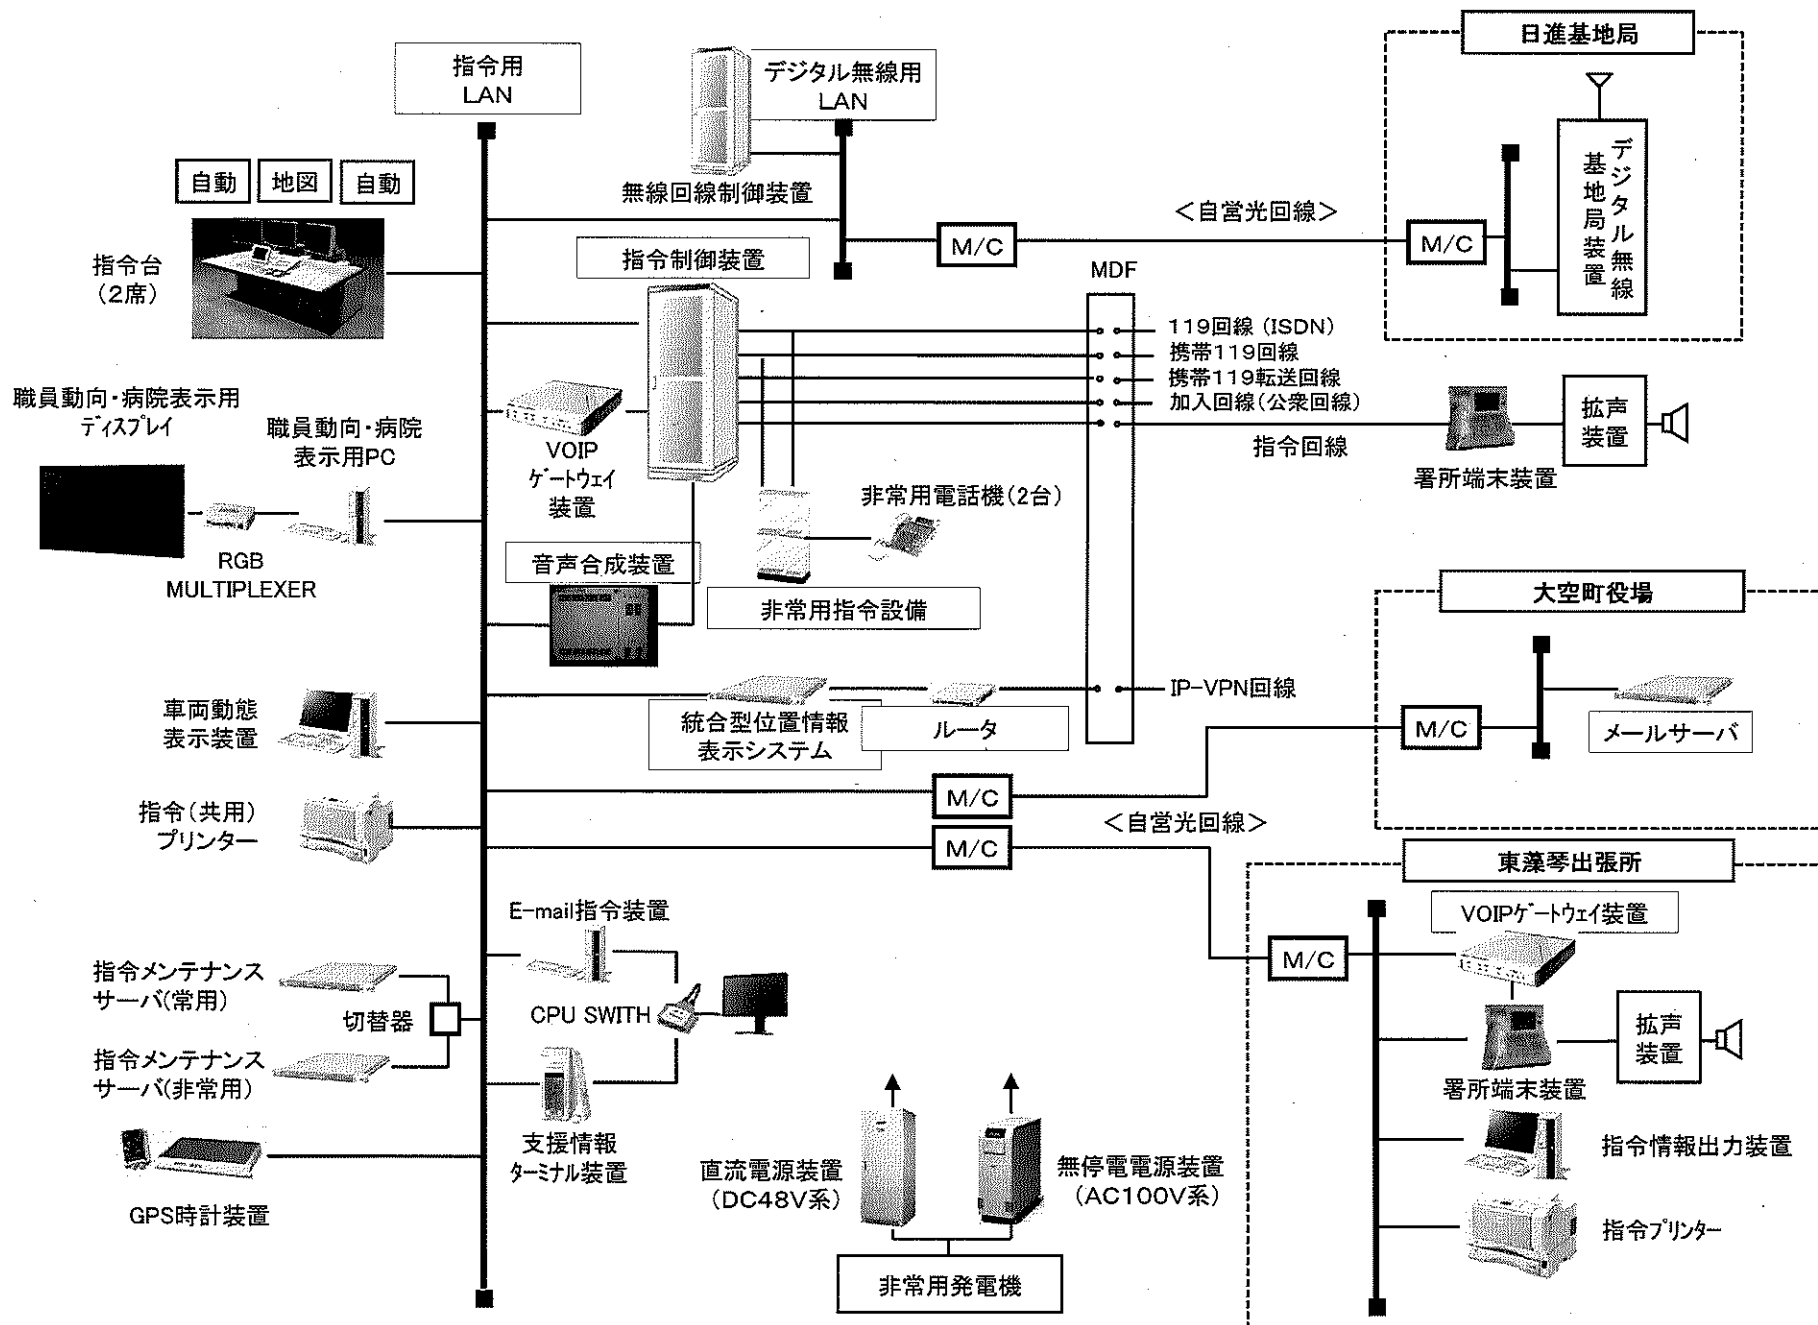 日進基地局
指令用
LAN
デジタル無線用
LAN
デジタル無線
基地局装置
自動
地図
自動
無線回線制御装置
<自営光回線>
M/C
M/C
指令台
(2席)
指令制御装置
MDF
119回線 (ISDN)
携帯119回線
携帯119転送回線
加入回線(公衆回線)
指令回線
拡声
装置
署所端末装置
職員動向・病院表示用
ディスプレイ
職員動向・病院
表示用PC
VOIP
ゲートウェイ
装置
非常用電話機(2台)
RGB
MULTIPLEXER
音声合成装置
非常用指令設備
大空町役場
IP-VPN回線
車両動態
表示装置
統合型位置情報
表示システム
ルータ
M/C
メールサーバ
M/C
指令(共用)
プリンター
<自営光回線>
M/C
東藻琴出張所
VOIPゲートウェイ装置
E-mail指令装置
M/C
指令メンテナンス
サーバ(常用)
切替器
CPU SWITH
拡声
装置
指令メンテナンス
サーバ(非常用)
署所端末装置
支援情報
ターミナル装置
直流電源装置
(DC48V系)
無停電電源装置
(AC100V系)
指令情報出力装置
GPS時計装置
指令プリンター
非常用発電機